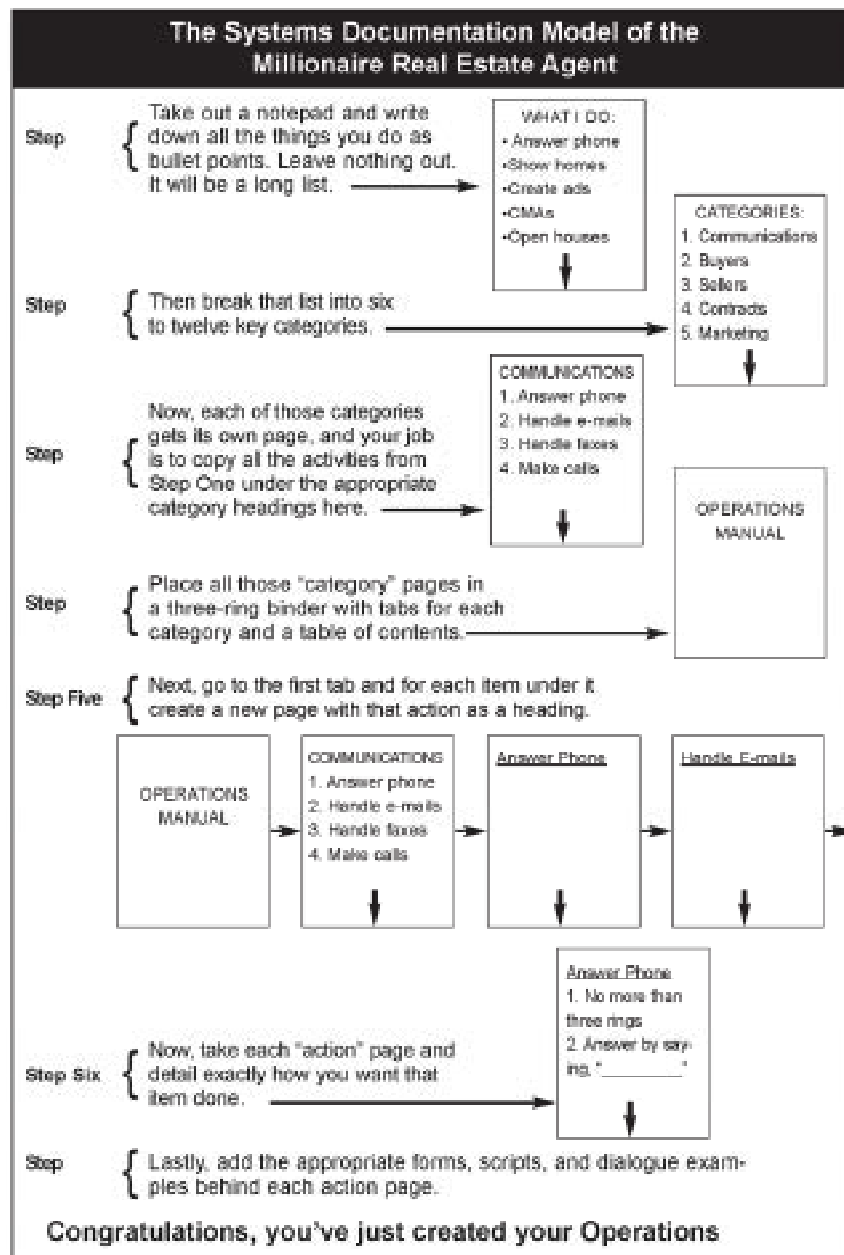 The Systems Documentation Model of the
Millionaire Real Estate Agent
Step
Take out a notepad and write
down all the things you do as
bullet points. Leave nothing out.
It will be a long list.
WHAT I DO:
• Answer phone
•Show homes
•Create ads
•CMAs
•Open houses
Step
Then break that list into six
to twelve key categories.
CATEGORIES:
1. Communications
2. Buyers
3. Sellers
4. Contracts
5. Marketing
Step
Now, each of those categories
gets its own page, and your job
is to copy all the activities from
Step One under the appropriate
category headings here.
COMMUNICATIONS
1. Answer phone
2. Handle e-mails
3. Handle faxes
4. Make calls
Step
Place all those "category" pages in
a three-ring binder with tabs for each
category and a table of contents.
OPERATIONS
MANUAL
Step Five
Next, go to the first tab and for each item under it
create a new page with that action as a heading.
OPERATIONS
MANUAL
COMMUNICATIONS
1. Answer phone
2. Handle e-mails
3. Handle faxes
4. Make calls
Answer Phone
Handle E-mails
Step Six
Now, take each "action" page and
detail exactly how you want that
item done.
Answer Phone
1. No more than
three rings
2. Answer by say-
ing, "__________"
Step
Lastly, add the appropriate forms, scripts, and dialogue exam-
ples behind each action page.
Congratulations, you've just created your Operations